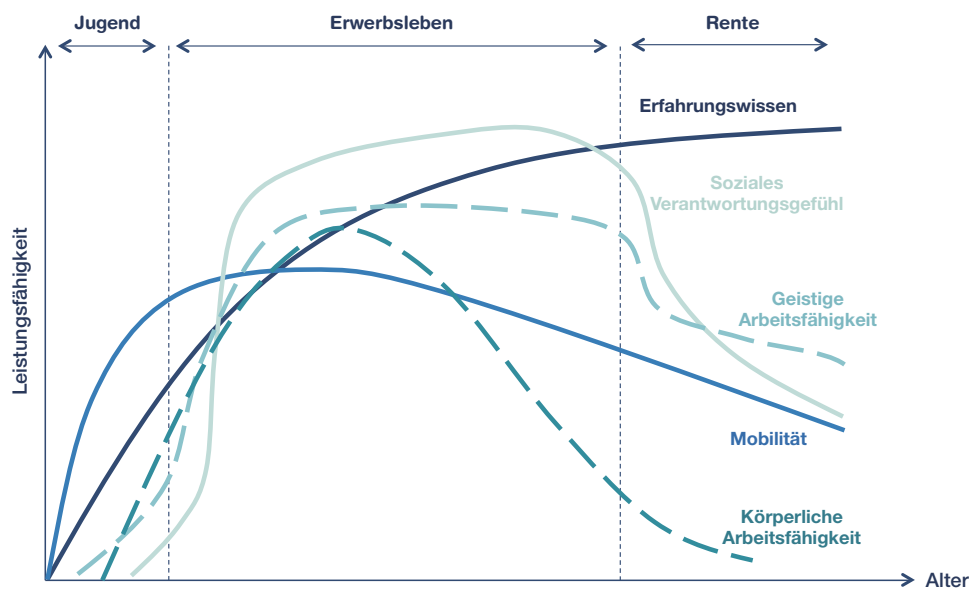 Jugend
Erwerbsleben
Rente
Erfahrungswissen
Soziales
Verantwortungsgefühl
Geistige
Arbeitsfähigkeit
Mobilität
Körperliche
Arbeitsfähigkeit
Leistungsfähigkeit
Alter